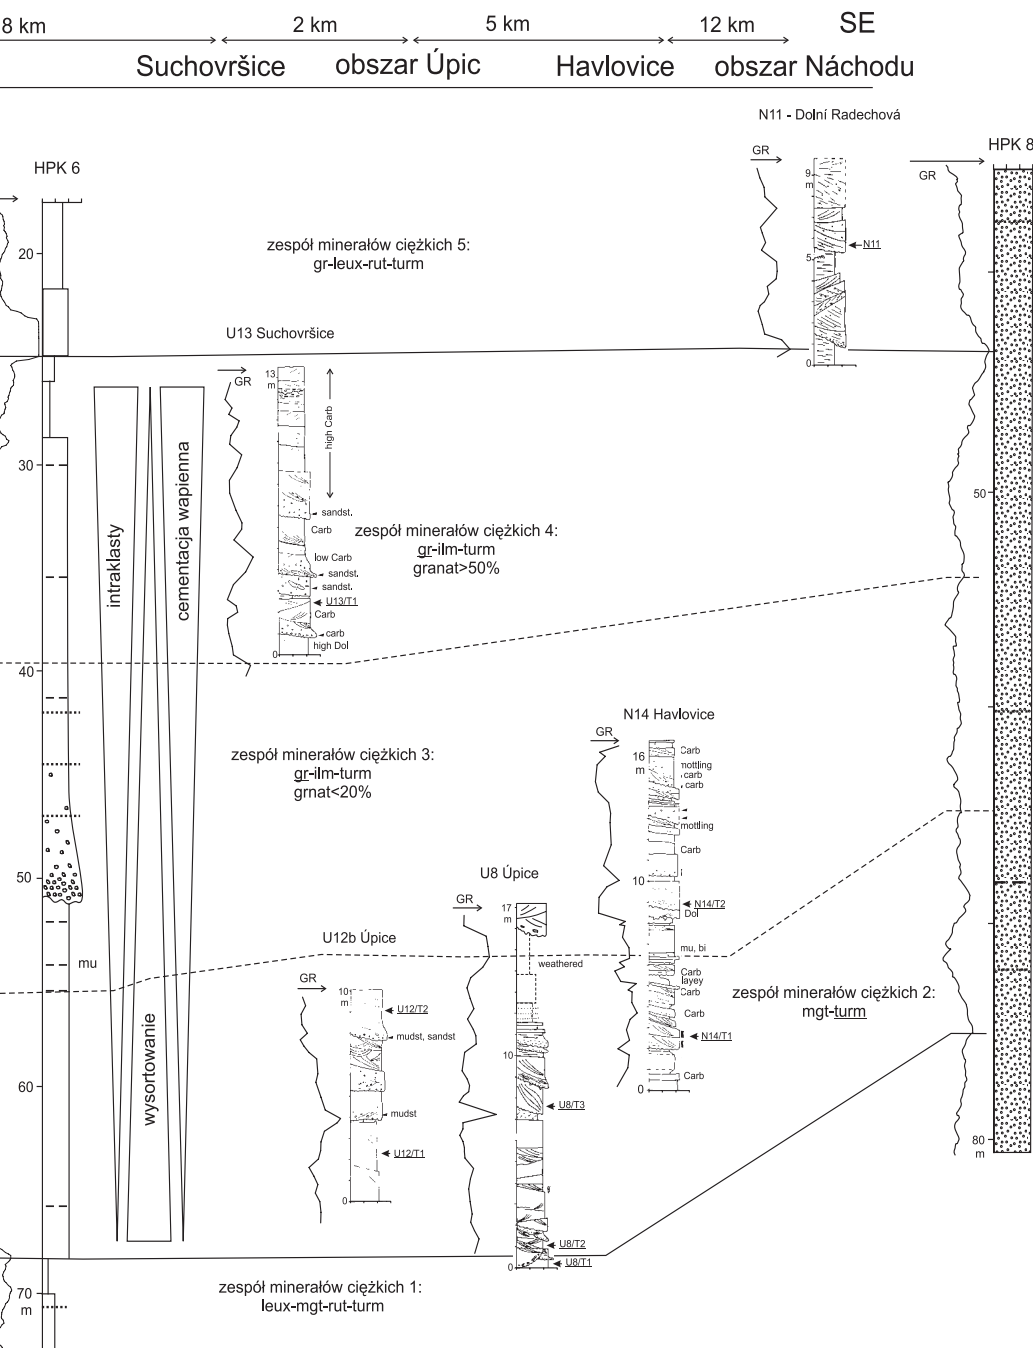 8 km
2 km
5 km
12 km
SE
Suchovršice
obszar Úpic
Havlovice
obszar Náchodu
N11 - Dolní Radechová
HPK 6
GR
9
m
N11
5
0
HPK 8
GR
50
80
m
20
30
40
50
60
70
m
mu
zespół minerałów ciężkich 5:
gr-leux-rut-turm
U13 Suchovršice
GR
13
m
high Carb
sandst.
Carb
low Carb
sandst.
sandst.
U13/T1
Carb
carb
high Dol
0
intraklasty
cementacja wapienna
wysortowanie
zespół minerałów ciężkich 4:
gr-ilm-turm
granat>50%
zespół minerałów ciężkich 3:
gr-ilm-turm
grnat<20%
N14 Havlovice
GR
16
m
Carb
mottling
carb
carb
mottling
Carb
10
N14/T2
Dol
mu, bi
Carb
layey
Carb
Carb
N14/T1
Carb
0
U8 Úpice
GR
17
m
weathered
10
U8/T3
U8/T2
U8/T1
0
U12b Úpice
GR
10
m
U12/T2
mudst, sandst
mudst
U12/T1
0
zespół minerałów ciężkich 2:
mgt-turm
zespół minerałów ciężkich 1:
leux-mgt-rut-turm